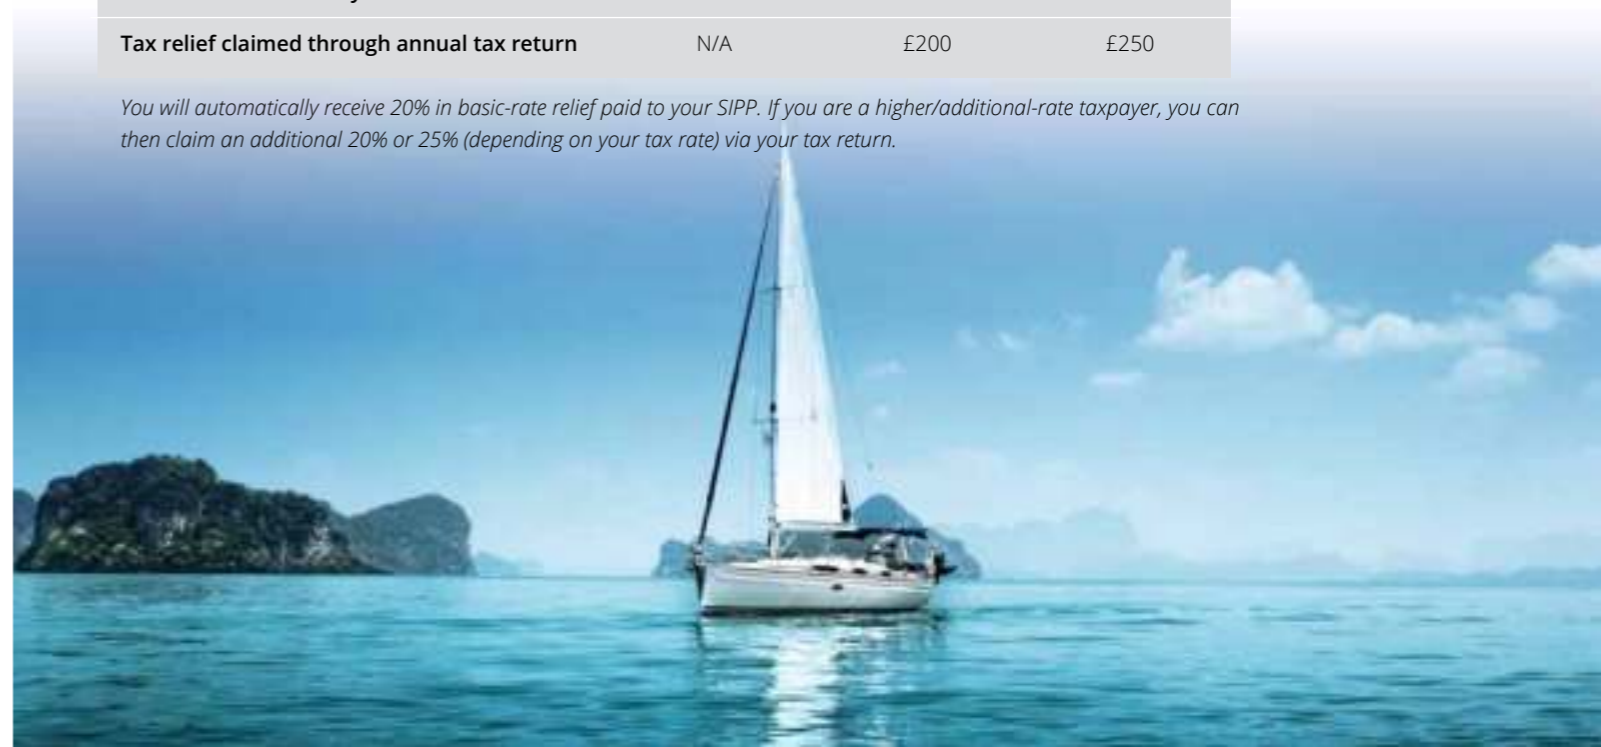 Tax relief claimed through annual tax return N/A £200 £250
You will automatically receive 20% in basic-rate relief paid to your SIPP. If you are a higher/additional-rate taxpayer, you can
then claim an additional 20% or 25% (depending on your tax rate) via your tax return.